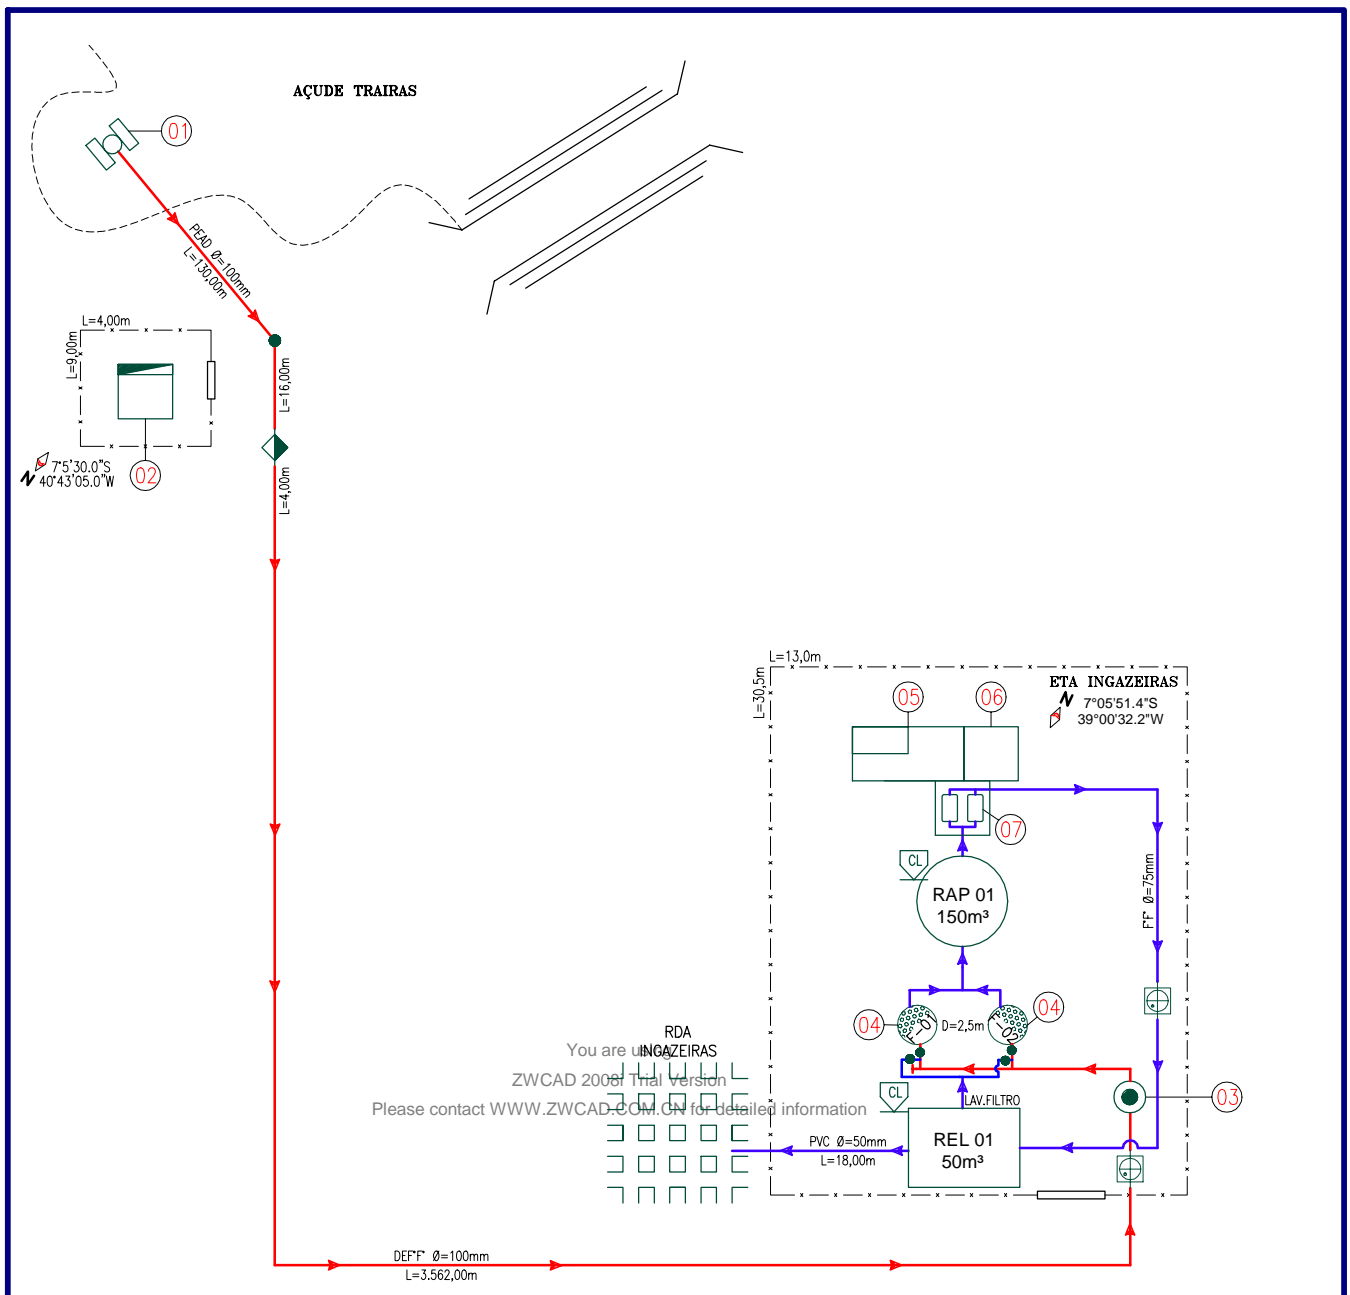 AÇUDE TRAIRAS
01
PEAD Ø=100mm
L=130,00m
L=4,00m
L=9,00m
L=16,00m
02
N 7°5'30.0"S
40°43'05.0"W
L=4,00m
L=13,0m
L=30,5m
ETA INGAZEIRAS
N 7°05'51.4"S
39°00'32.2"W
05
06
07
CL
RAP 01
150m³
F°F° Ø=75mm
04
F-01
D=2,5m
F-02
04
RDA
INGAZEIRAS
You are using
ZWCAD 2008i Trial Version
Please contact WWW.ZWCAD.COM.CN for detailed information
CL
LAV.FILTRO
03
REL 01
50m³
PVC Ø=50mm
L=18,00m
DEF°F° Ø=100mm
L=3.562,00m